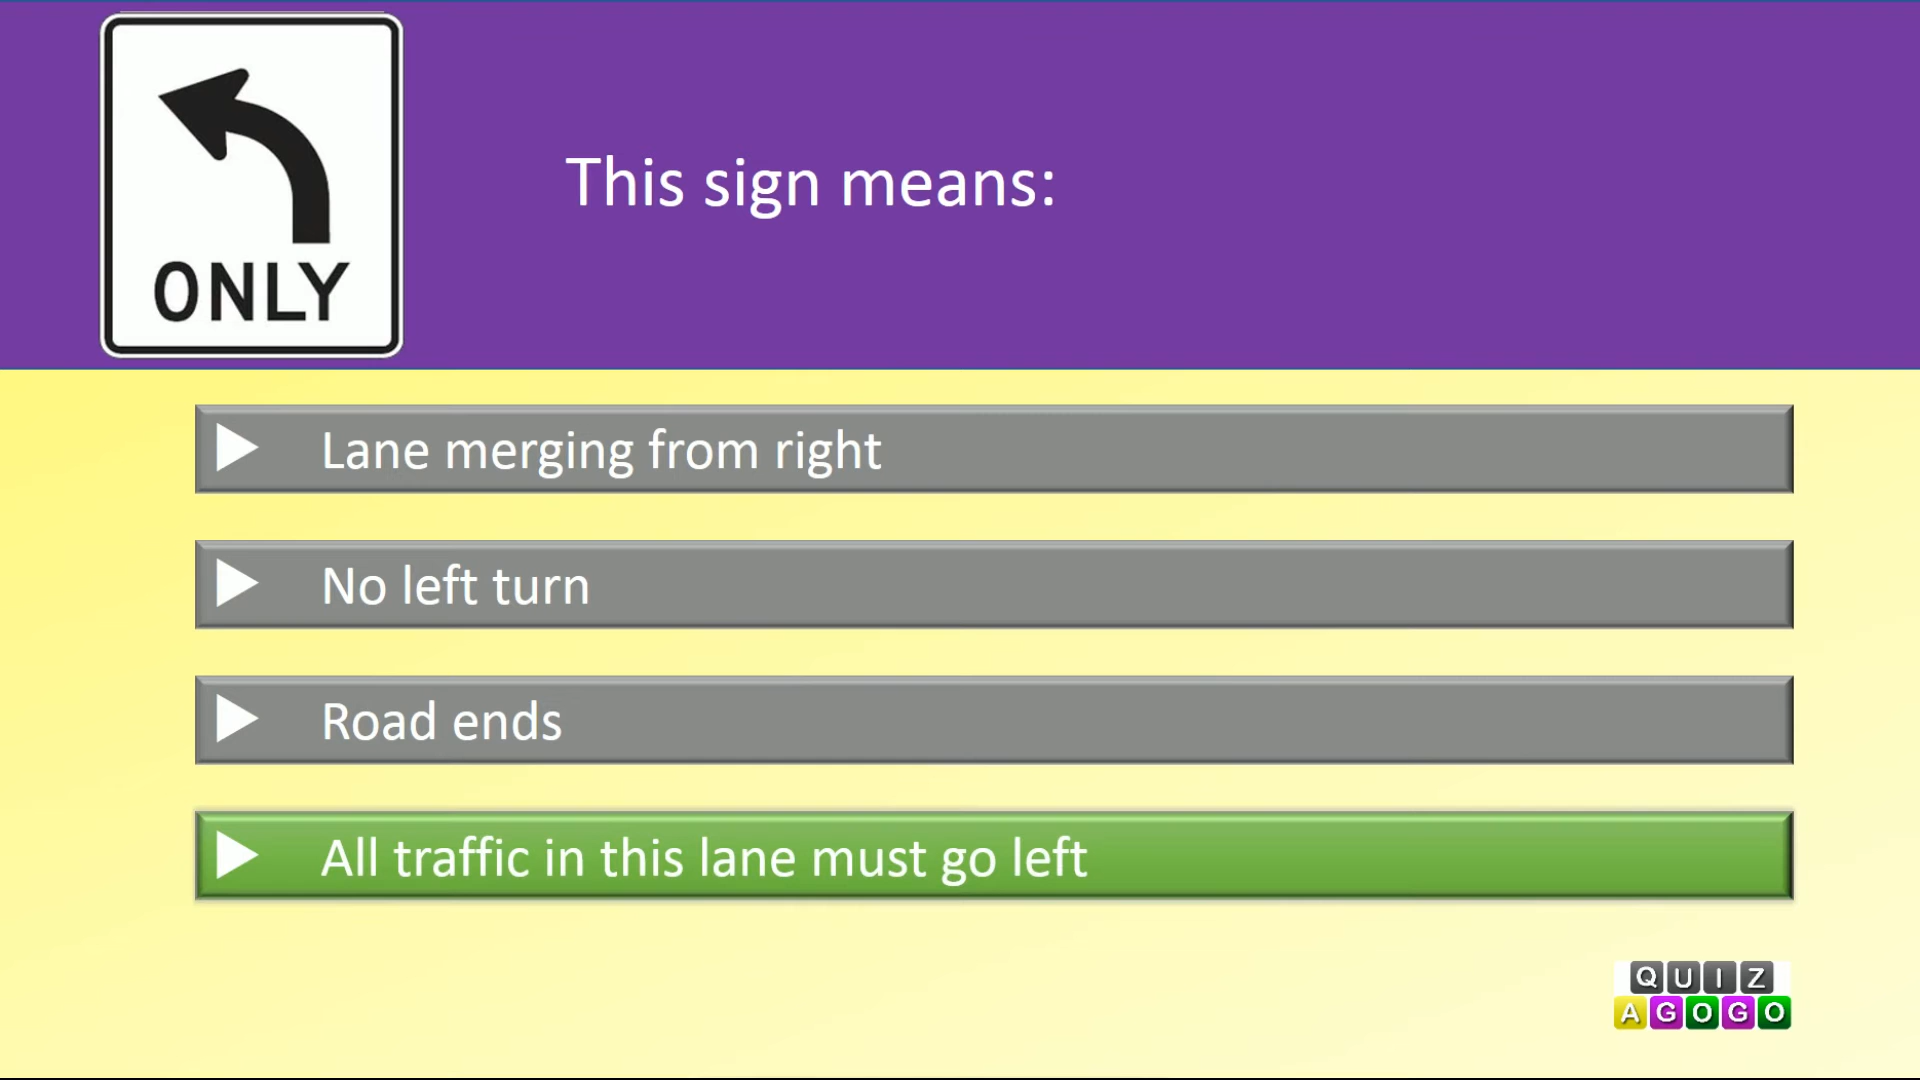 ONLY
This sign means:
Lane merging from right
No left turn
Road ends
All traffic in this lane must go left
QUIZ
AGOGO